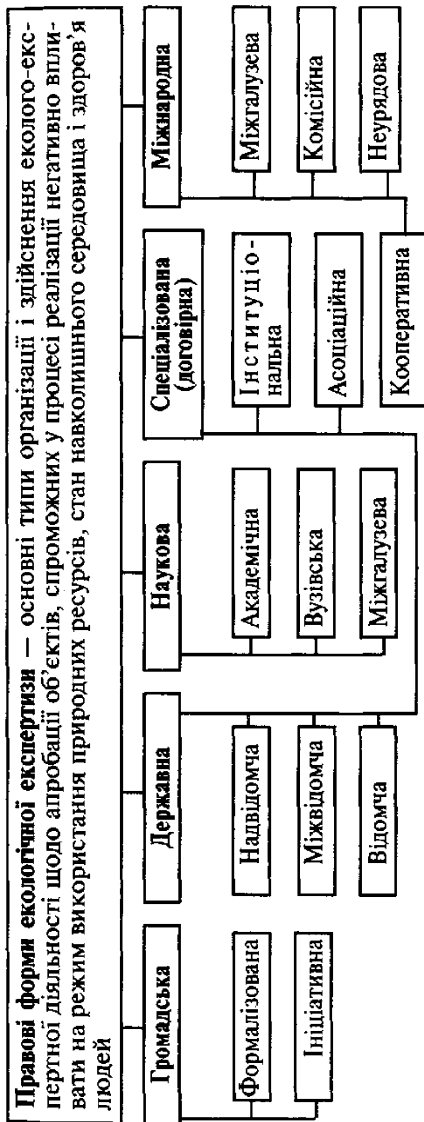 Правові форми екологічної експертизи — основні типи організації і здійснення еколого-екс-
пертної діяльності щодо апробації об'єктів, спроможних у процесі реалізації негативно впли-
вати на режим використання природних ресурсів, стан навколишнього середовища і здоров'я
людей
Громадська
Формалізована
Ініціативна
Державна
Надвідомча
Міжвідомча
Відомча
Наукова
Академічна
Вузівська
Міжгалузева
Спеціалізована
(договірна)
Інституціо-
нальна
Асоціаційна
Кооперативна
Міжнародна
Міжгалузева
Комісійна
Неурядова